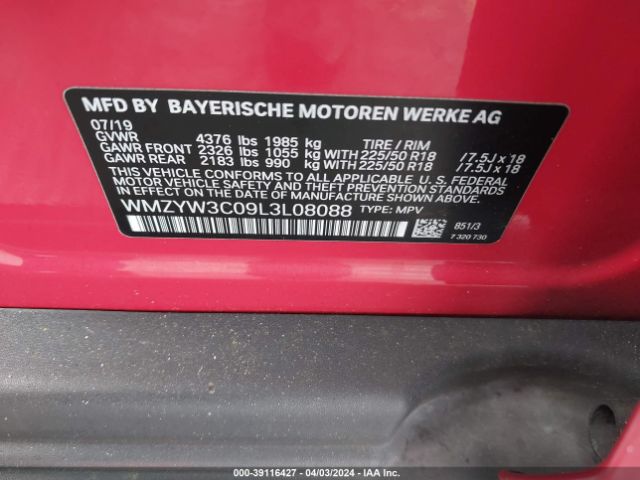 MFD BY BAYERISCHE MOTOREN WERKE AG
07/19
GVWR 4376 lbs 1985 kg TIRE / RIM
GAWR FRONT 2326 lbs 1055 kg WITH 225/50 R18 /7.5J x 18
GAWR REAR 2183 lbs 990 kg WITH 225/50 R18 /7.5J x 18
THIS VEHICLE CONFORMS TO ALL APPLICABLE U.S. FEDERAL
MOTOR VEHICLE SAFETY, BUMPER, AND THEFT PREVENTION STANDARDS
IN EFFECT ON THE DATE OF MANUFACTURE SHOWN ABOVE.
WMZYW3C09L3L08088 TYPE: MPV
851/3
7 320 730
000-39116427 - 04/03/2024 - IAA Inc.